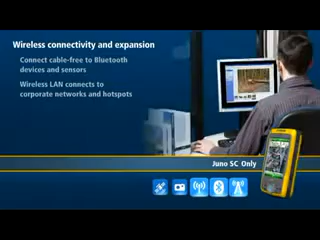 Wireless connectivity and expansion
Connect cable-free to Bluetooth
devices and sensors
Wireless LAN connects to
corporate networks and hotspots
Juno SC Only